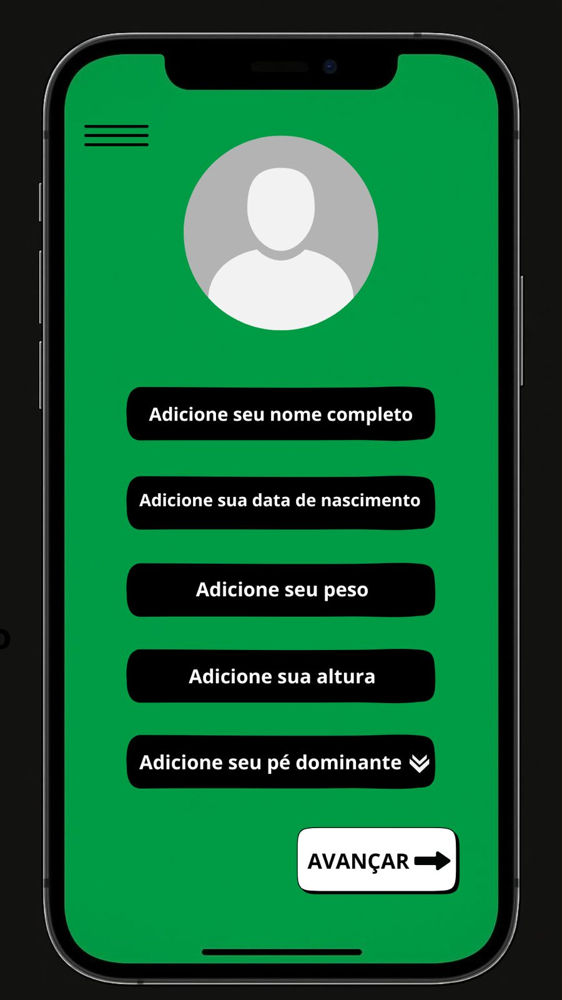 Adicione seu nome completo
Adicione sua data de nascimento
Adicione seu peso
Adicione sua altura
Adicione seu pé dominante
AVANÇAR